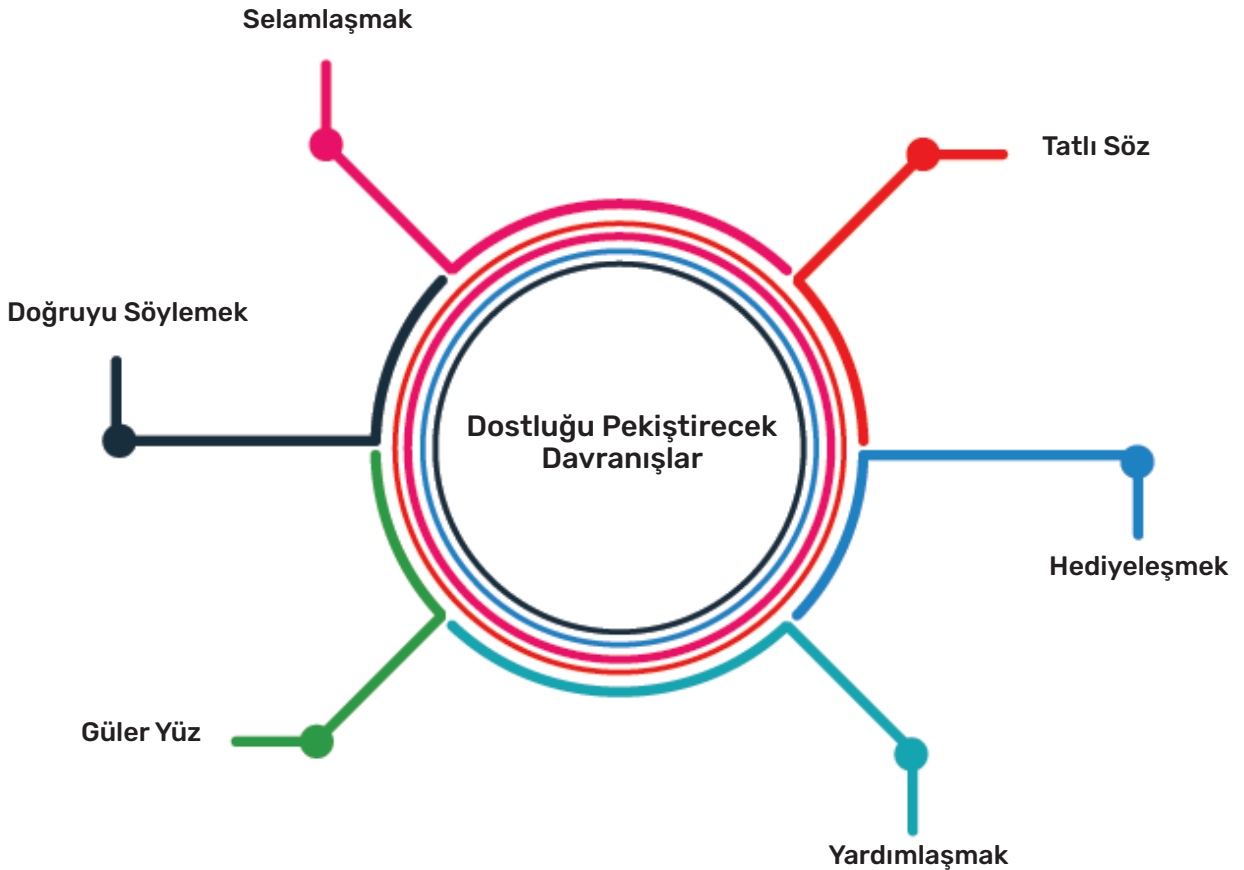 Selamlaşmak
Tatlı Söz
Doğruyu Söylemek
Dostluğu Pekiştirecek
Davranışlar
Hediyeleşmek
Güler Yüz
Yardımlaşmak